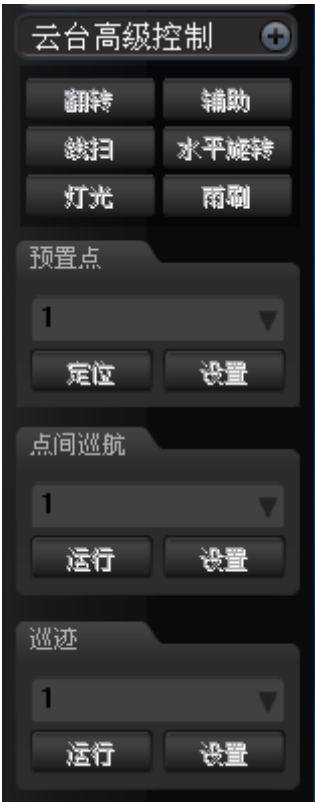 云台高级控制
翻转 辅助
线扫 水平旋转
灯光 雨刷
预置点
1
定位 设置
点间巡航
1
运行 设置
巡迹
1
运行 设置